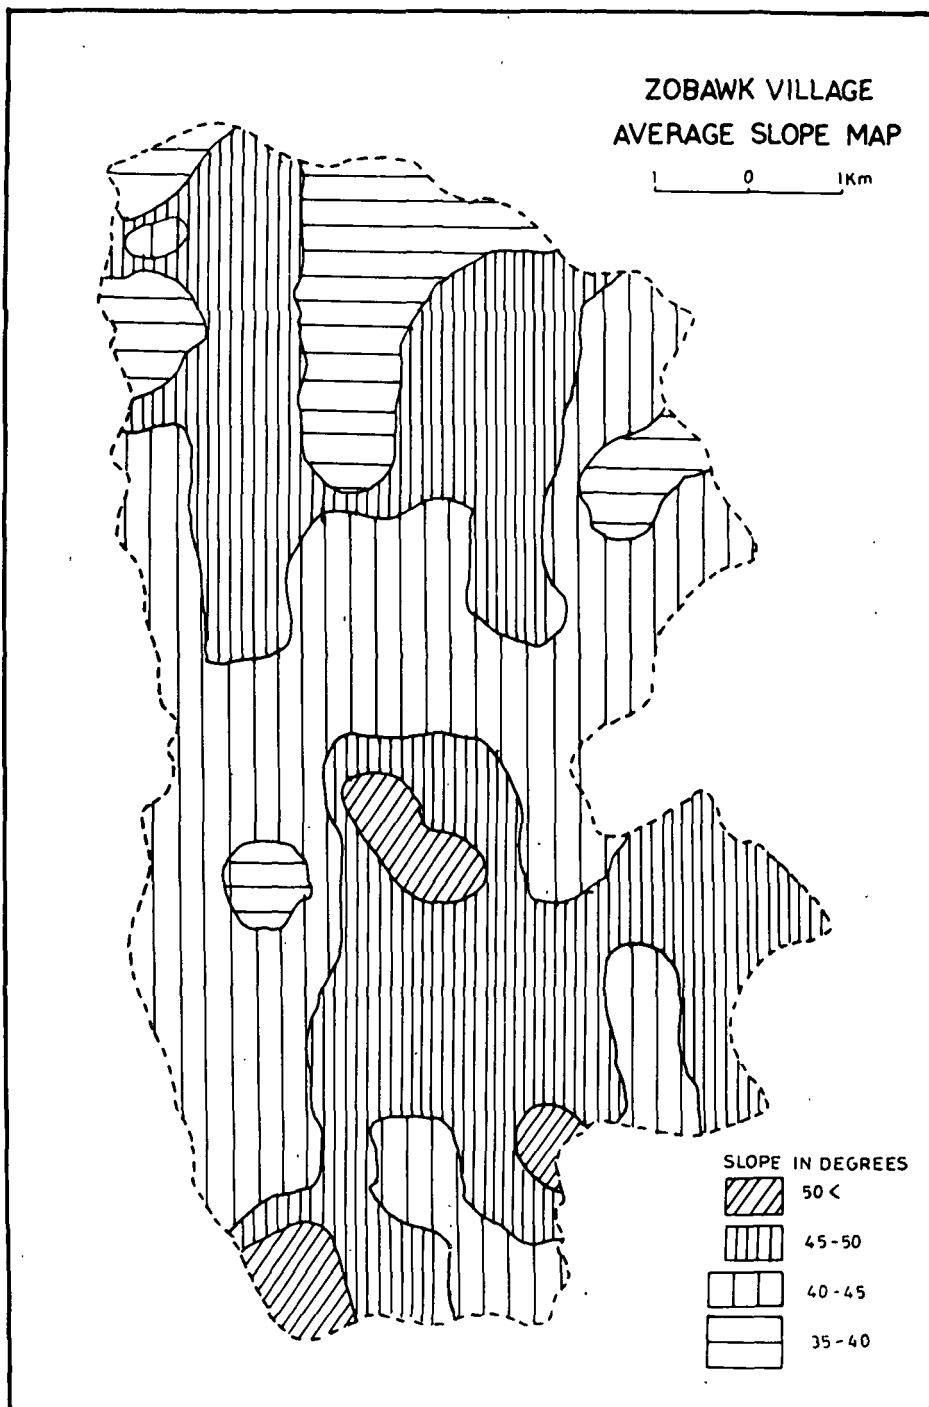 ZOBAWK VILLAGE
AVERAGE SLOPE MAP
1 0 1Km
SLOPE IN DEGREES
50 <
45-50
40-45
35-40